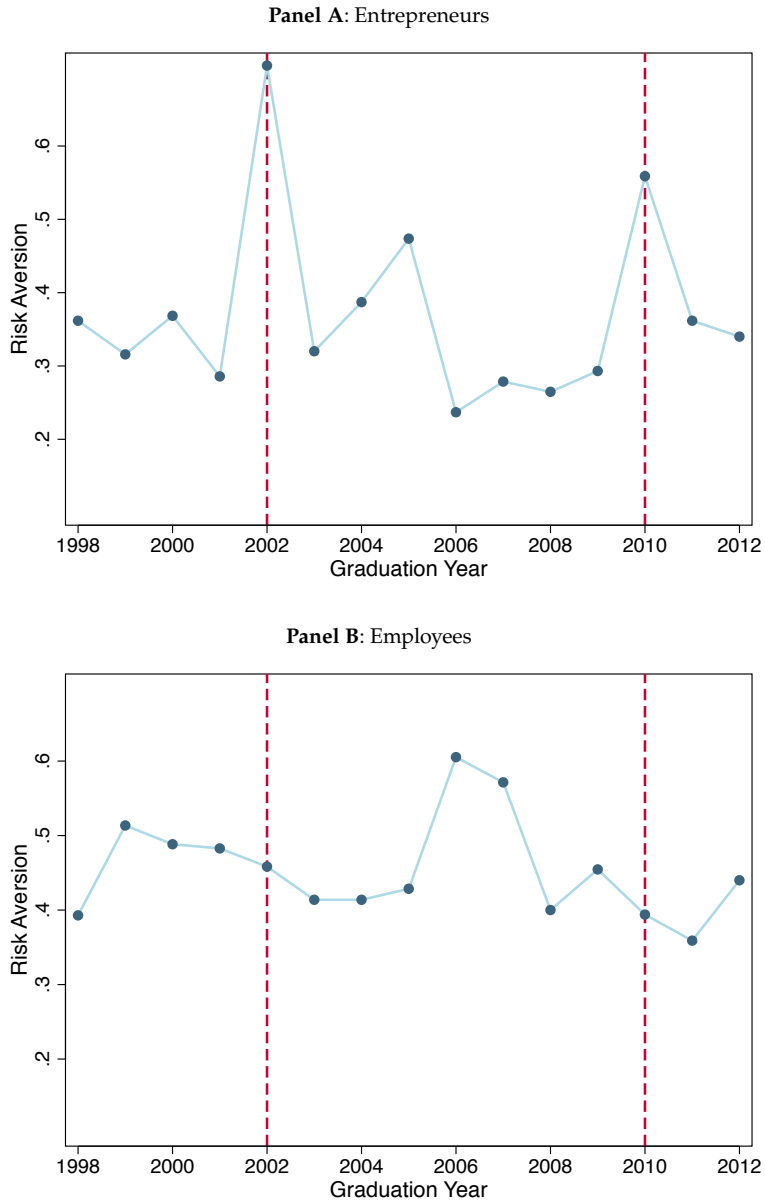 Panel A: Entrepreneurs
Risk Aversion
.6
.5
.4
.3
.2
1998 2000 2002 2004 2006 2008 2010 2012
Graduation Year
Panel B: Employees
Risk Aversion
.6
.5
.4
.3
.2
1998 2000 2002 2004 2006 2008 2010 2012
Graduation Year